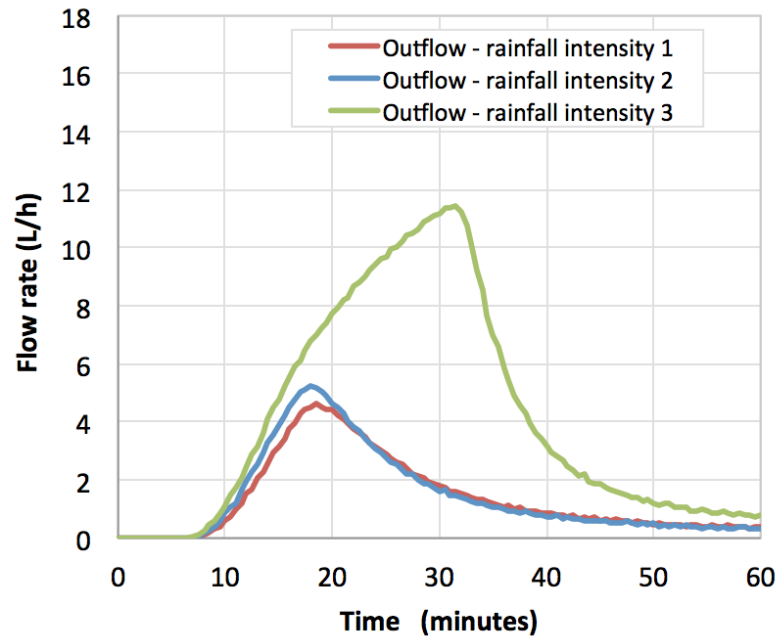 18
16
14
12
10
8
6
4
2
0
Flow rate (L/h)
Outflow - rainfall intensity 1
Outflow - rainfall intensity 2
Outflow - rainfall intensity 3
0 10 20 30 40 50 60
Time (minutes)